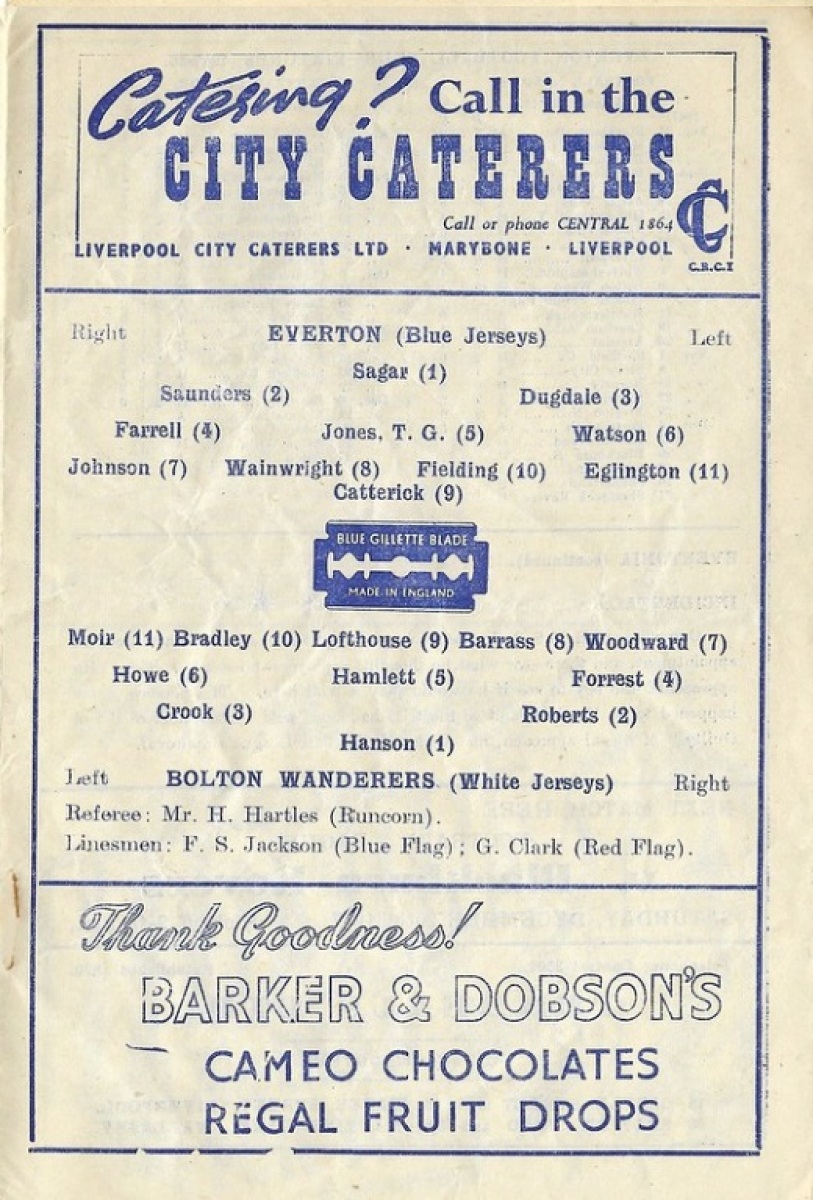 Catering? Call in the
CITY CATERERS
Call or phone CENTRAL 1864
CC
LIVERPOOL CITY CATERERS LTD · MARYBONE · LIVERPOOL
C.R.C.I
Right EVERTON (Blue Jerseys) Left
Sagar (1)
Saunders (2) Dugdale (3)
Farrell (4) Jones, T. G. (5) Watson (6)
Johnson (7) Wainwright (8) Fielding (10) Eglington (11)
Catterick (9)
BLUE GILLETTE BLADE
MADE IN ENGLAND
Moir (11) Bradley (10) Lofthouse (9) Barrass (8) Woodward (7)
Howe (6) Hamlett (5) Forrest (4)
Crook (3) Roberts (2)
Hanson (1)
Left BOLTON WANDERERS (White Jerseys) Right
Referee: Mr. H. Hartles (Runcorn).
Linesmen: F. S. Jackson (Blue Flag); G. Clark (Red Flag).
Thank Goodness!
BARKER & DOBSON'S
CAMEO CHOCOLATES
REGAL FRUIT DROPS